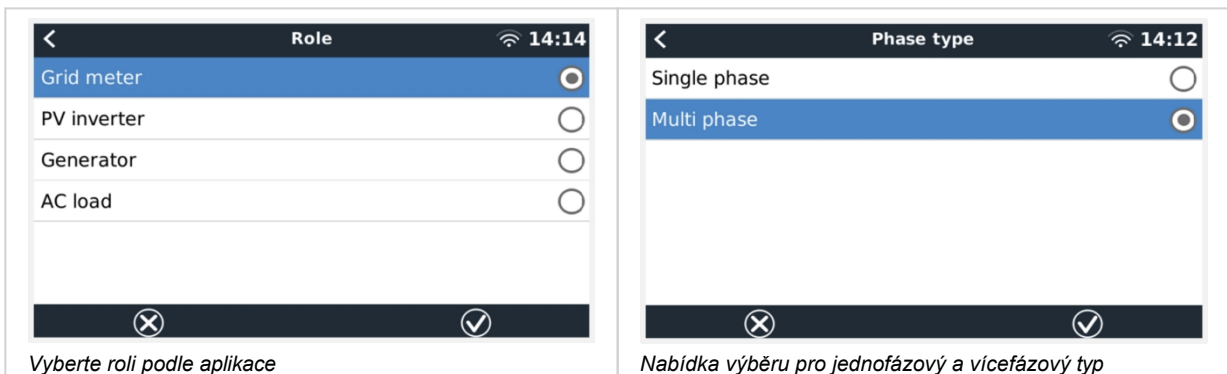 Role 14:14
Grid meter
PV inverter
Generator
AC load
Vyberte roli podle aplikace
Phase type 14:12
Single phase
Multi phase
Nabídka výběru pro jednofázový a vícefázový typ